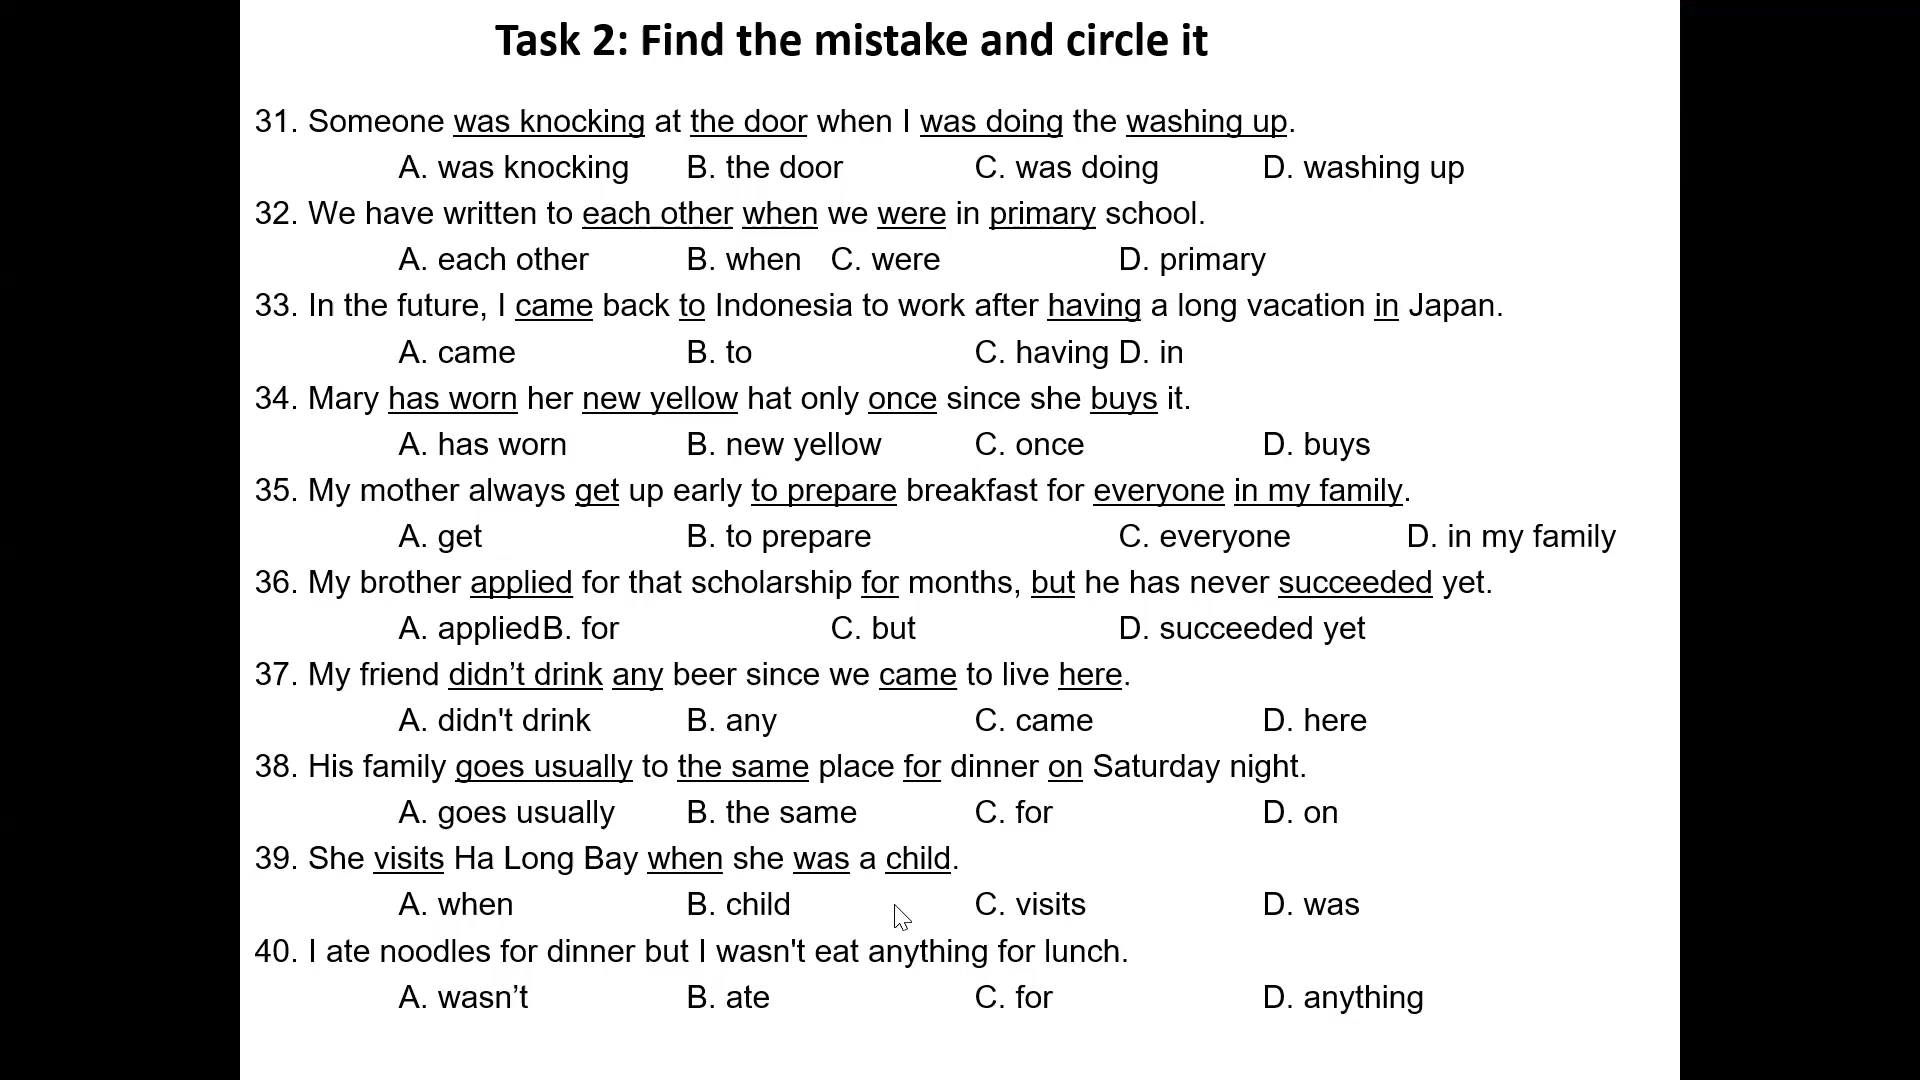 Task 2: Find the mistake and circle it
31. Someone was knocking at the door when I was doing the washing up.
A. was knocking B. the door C. was doing D. washing up
32. We have written to each other when we were in primary school.
A. each other B. when C. were D. primary
33. In the future, I came back to Indonesia to work after having a long vacation in Japan.
A. came B. to C. having D. in
34. Mary has worn her new yellow hat only once since she buys it.
A. has worn B. new yellow C. once D. buys
35. My mother always get up early to prepare breakfast for everyone in my family.
A. get B. to prepare C. everyone D. in my family
36. My brother applied for that scholarship for months, but he has never succeeded yet.
A. applied B. for C. but D. succeeded yet
37. My friend didn’t drink any beer since we came to live here.
A. didn't drink B. any C. came D. here
38. His family goes usually to the same place for dinner on Saturday night.
A. goes usually B. the same C. for D. on
39. She visits Ha Long Bay when she was a child.
A. when B. child C. visits D. was
40. I ate noodles for dinner but I wasn't eat anything for lunch.
A. wasn’t B. ate C. for D. anything